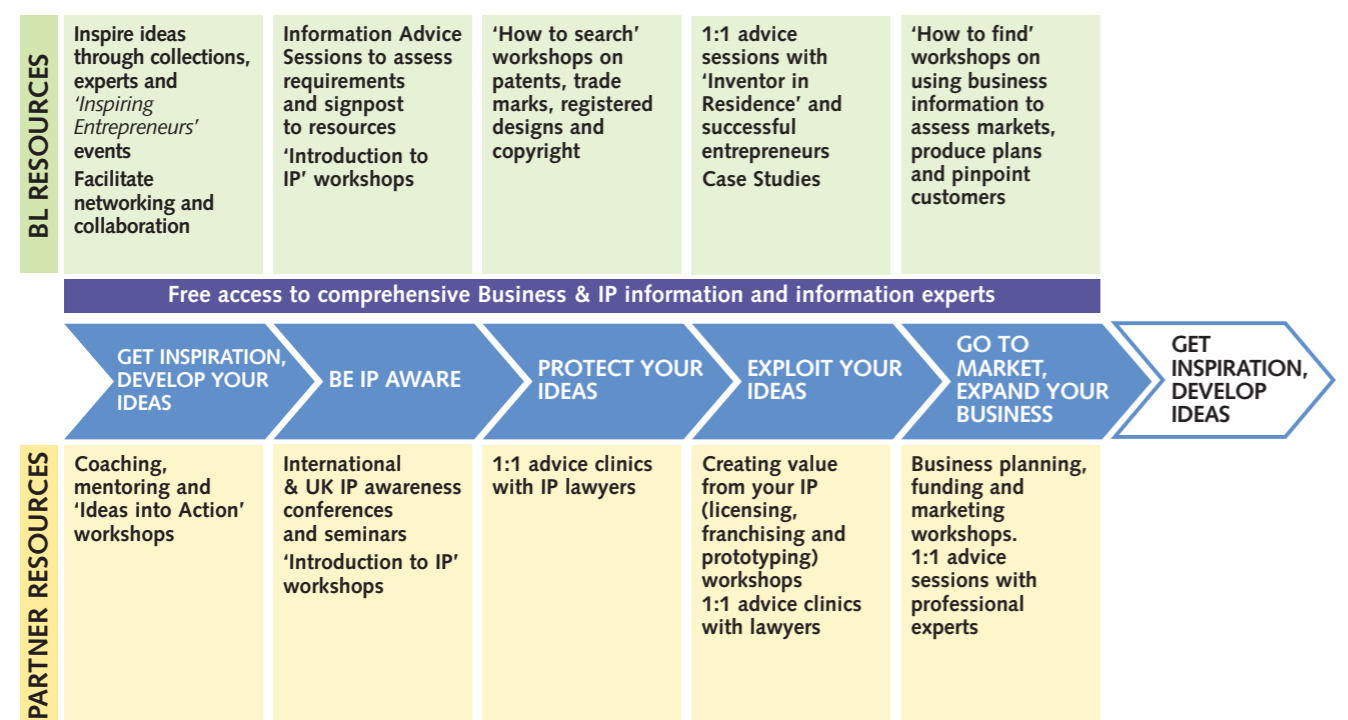 BL RESOURCES
Inspire ideas
through collections,
experts and
‘Inspiring
Entrepreneurs’
events
Facilitate
networking and
collaboration
Information Advice
Sessions to assess
requirements
and signpost
to resources
‘Introduction to
IP’ workshops
‘How to search’
workshops on
patents, trade
marks, registered
designs and
copyright
1:1 advice
sessions with
‘Inventor in
Residence’ and
successful
entrepreneurs
Case Studies
‘How to find’
workshops on
using business
information to
assess markets,
produce plans
and pinpoint
customers
Free access to comprehensive Business & IP information and information experts
GET INSPIRATION,
DEVELOP YOUR
IDEAS
BE IP AWARE
PROTECT YOUR
IDEAS
EXPLOIT YOUR
IDEAS
GO TO
MARKET,
EXPAND YOUR
BUSINESS
GET
INSPIRATION,
DEVELOP
IDEAS
PARTNER RESOURCES
Coaching,
mentoring and
‘Ideas into Action’
workshops
International
& UK IP awareness
conferences
and seminars
‘Introduction to IP’
workshops
1:1 advice clinics
with IP lawyers
Creating value
from your IP
(licensing,
franchising and
prototyping)
workshops
1:1 advice clinics
with lawyers
Business planning,
funding and
marketing
workshops.
1:1 advice
sessions with
professional
experts